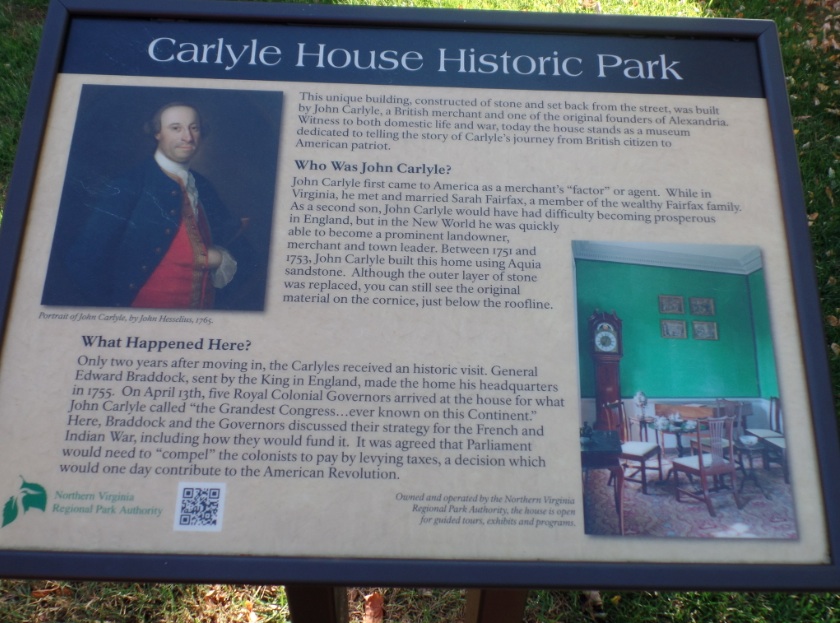 Carlyle House Historic Park
This unique building, constructed of stone and set back from the street, was built
by John Carlyle, a British merchant and one of the original founders of Alexandria.
Witness to both domestic life and war, today the house stands as a museum
dedicated to telling the story of Carlyle's journey from British citizen to
American patriot.
Who Was John Carlyle?
John Carlyle first came to America as a merchant's "factor" or agent. While in
Virginia, he met and married Sarah Fairfax, a member of the wealthy Fairfax family.
As a second son, John Carlyle would have had difficulty becoming prosperous
in England, but in the New World he was quickly
able to become a prominent landowner,
merchant and town leader. Between 1751 and
1753, John Carlyle built this home using Aquia
sandstone. Although the outer layer of stone
was replaced, you can still see the original
material on the cornice, just below the roofline.
Portrait of John Carlyle, by John Hesselius, 1765.
What Happened Here?
Only two years after moving in, the Carlyles received an historic visit. General
Edward Braddock, sent by the King in England, made the home his headquarters
in 1755. On April 13th, five Royal Colonial Governors arrived at the house for what
John Carlyle called "the Grandest Congress...ever known on this Continent."
Here, Braddock and the Governors discussed their strategy for the French and
Indian War, including how they would fund it. It was agreed that Parliament
would need to "compel" the colonists to pay by levying taxes, a decision which
would one day contribute to the American Revolution.
Northern Virginia
Regional Park Authority
Owned and operated by the Northern Virginia
Regional Park Authority, the house is open
for guided tours, exhibits and programs.